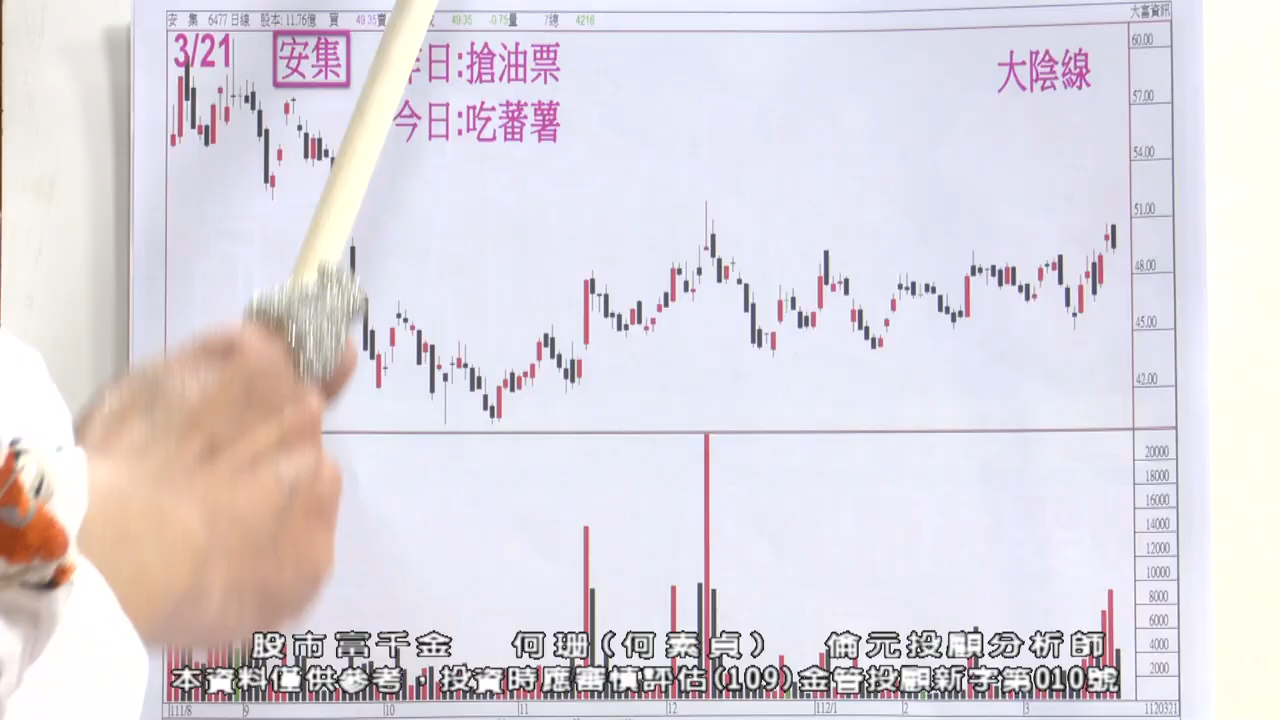 安 集 6477 日線 股本: 11.76億 買 49.35 賣 49.35 -0.75 量 7 總 4216
大富資訊
3/21 安集 昨日:搶油票 大陰線
今日:吃蕃薯
60.00
57.00
54.00
51.00
48.00
45.00
42.00
20000
18000
16000
14000
12000
10000
8000
6000
4000
2000
股市富千金 何珊(何素貞) 倫元投顧分析師
本資料僅供參考,投資時應審慎評估(109)金管投顧新字第010號
111/8 9 10 11 12 112/1 2 3 1120321